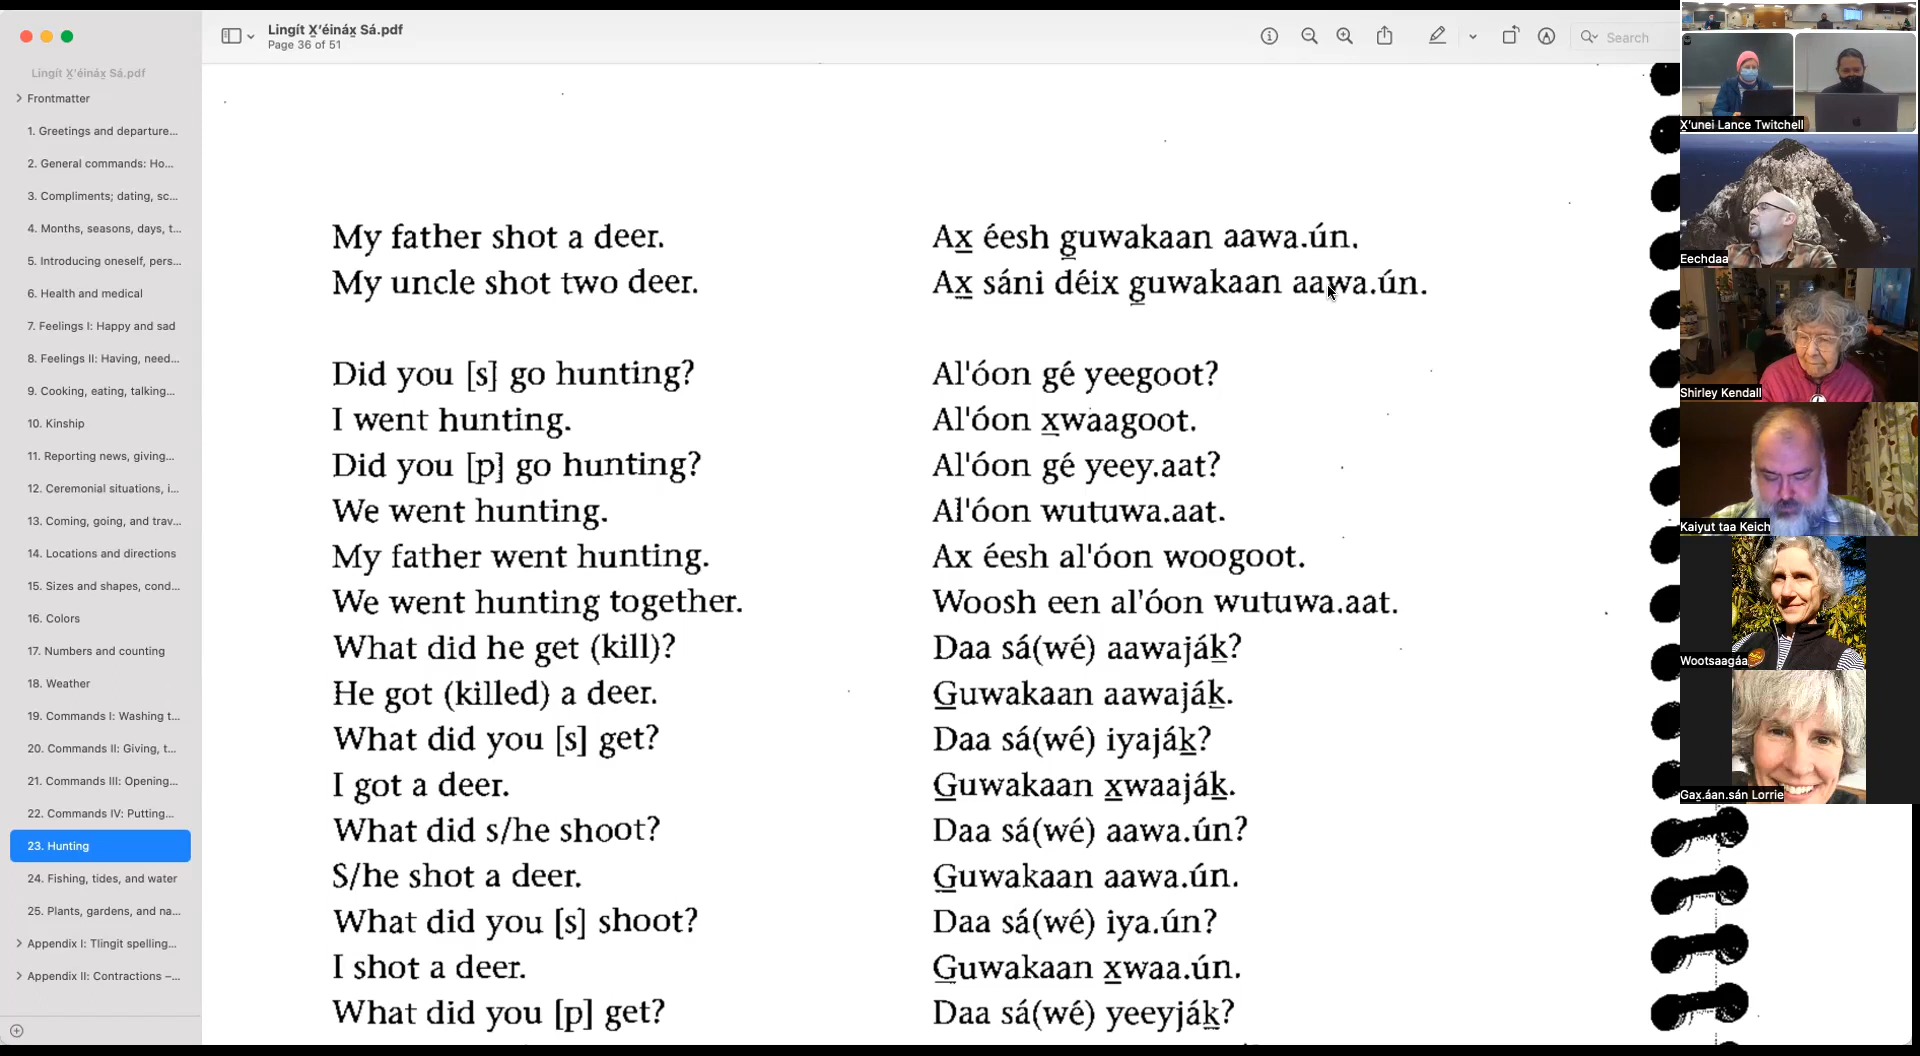 Lingít X̱ʼéináx̱ Sá.pdf
Page 36 of 51
Search
Lingít X̱ʼéináx̱ Sá.pdf
Frontmatter
1. Greetings and departure...
2. General commands: Ho...
3. Compliments; dating, sc...
4. Months, seasons, days, t...
5. Introducing oneself, pers...
6. Health and medical
7. Feelings I: Happy and sad
8. Feelings II: Having, need...
9. Cooking, eating, talking...
10. Kinship
11. Reporting news, giving...
12. Ceremonial situations, i...
13. Coming, going, and trav...
14. Locations and directions
15. Sizes and shapes, cond...
16. Colors
17. Numbers and counting
18. Weather
19. Commands I: Washing t...
20. Commands II: Giving, t...
21. Commands III: Opening...
22. Commands IV: Putting...
23. Hunting
24. Fishing, tides, and water
25. Plants, gardens, and na...
Appendix I: Tlingit spelling...
Appendix II: Contractions –...
My father shot a deer. Ax̲ éesh g̲uwakaan aawa.ún.
My uncle shot two deer. Ax̲ sáni déix g̲uwakaan aawa.ún.
Did you [s] go hunting? Al'óon gé yeegoot?
I went hunting. Al'óon x̲waagoot.
Did you [p] go hunting? Al'óon gé yeey.aat?
We went hunting. Al'óon wutuwa.aat.
My father went hunting. Ax éesh al'óon woogoot.
We went hunting together. Woosh een al'óon wutuwa.aat.
What did he get (kill)? Daa sá(wé) aawaják̲?
He got (killed) a deer. G̲uwakaan aawaják̲.
What did you [s] get? Daa sá(wé) iyaják̲?
I got a deer. G̲uwakaan x̲waaják̲.
What did s/he shoot? Daa sá(wé) aawa.ún?
S/he shot a deer. G̲uwakaan aawa.ún.
What did you [s] shoot? Daa sá(wé) iya.ún?
I shot a deer. G̲uwakaan x̲waa.ún.
What did you [p] get? Daa sá(wé) yeeyják̲?
X̱ʼunei Lance Twitchell
Eechdaa
Shirley Kendall
Kaiyut taa Keich
Wootsaagáa
Gax̱.áan.sán Lorrie